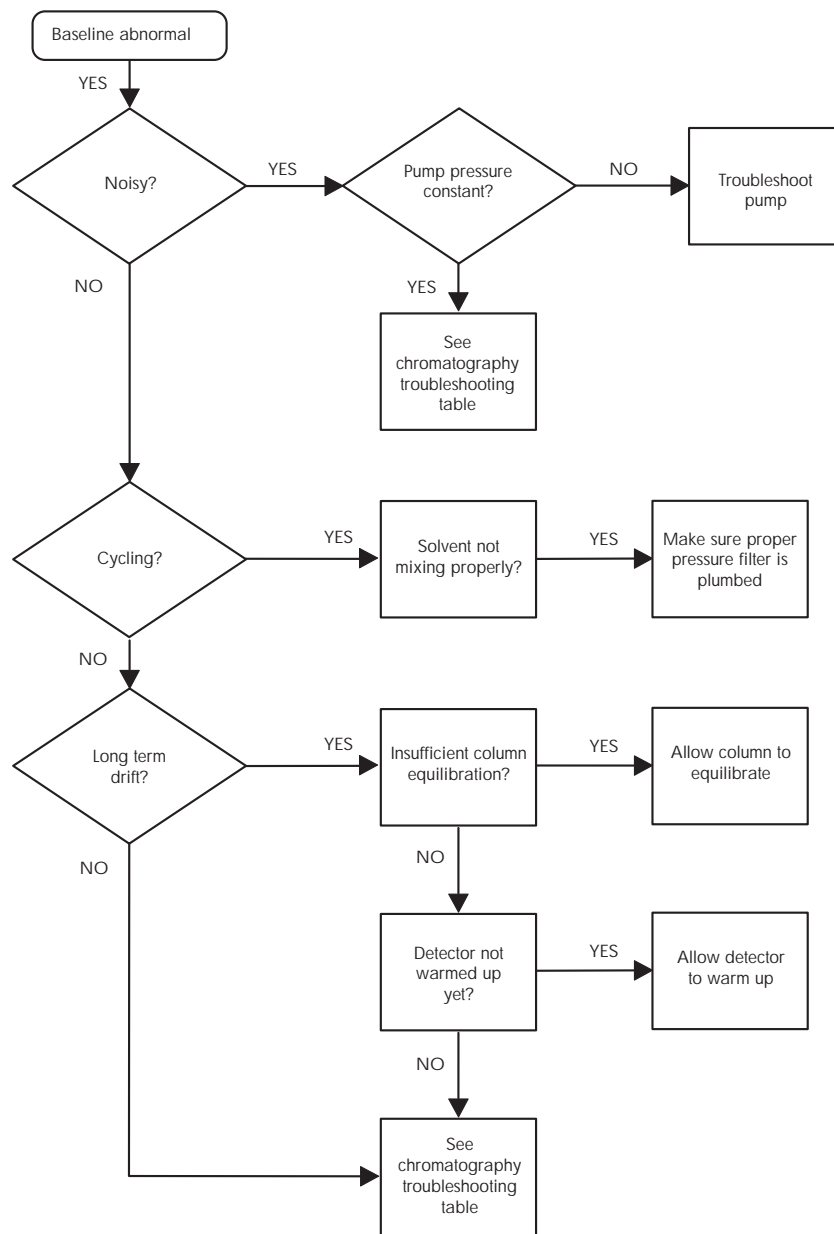 Baseline abnormal
YES
Noisy?
YES
Pump pressure
constant?
NO
Troubleshoot
pump
NO
YES
See
chromatography
troubleshooting
table
Cycling?
YES
Solvent not
mixing properly?
YES
Make sure proper
pressure filter is
plumbed
NO
Long term
drift?
YES
Insufficient column
equilibration?
YES
Allow column to
equilibrate
NO
NO
Detector not
warmed up
yet?
YES
Allow detector
to warm up
NO
See
chromatography
troubleshooting
table